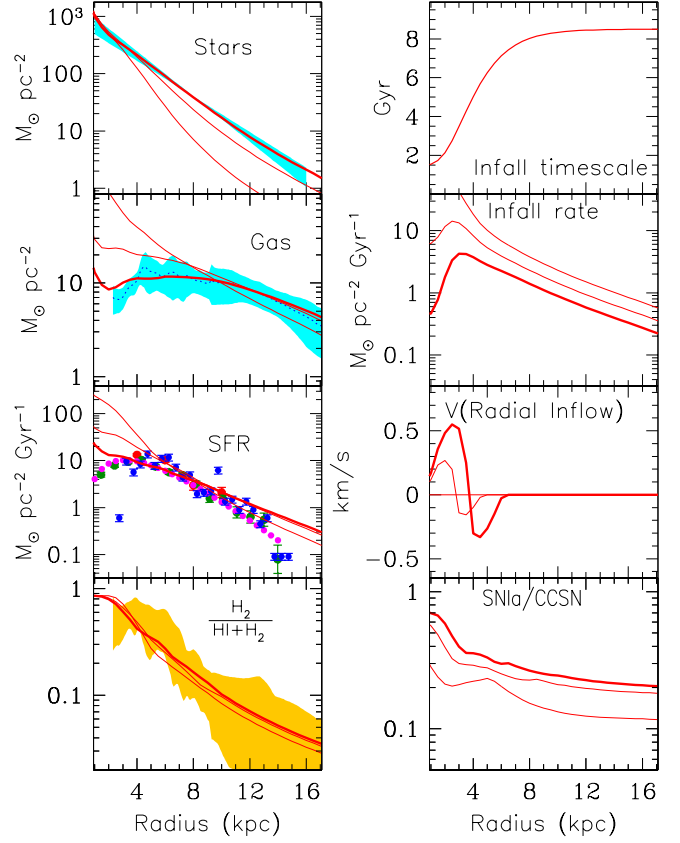 10³
100
10
1
M⊙ pc⁻²
Stars
8
6
4
2
Gyr
Infall timescale
100
10
1
M⊙ pc⁻²
Gas
10
1
0.1
M⊙ pc⁻² Gyr⁻¹
Infall rate
100
10
1
0.1
M⊙ pc⁻² Gyr⁻¹
SFR
0.5
0
−0.5
km/s
V(Radial Inflow)
1
0.1
H₂
HI+H₂
4 8 12 16
Radius (kpc)
1
0.1
SNIa/CCSN
4 8 12 16
Radius (kpc)